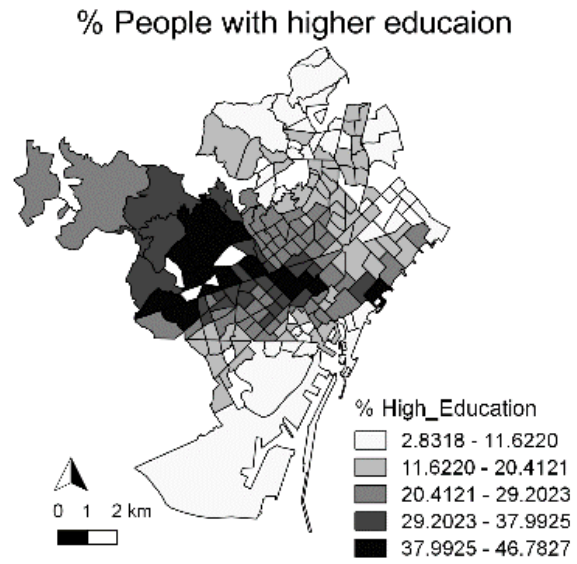 % People with higher educaion
% High_Education
2.8318 - 11.6220
11.6220 - 20.4121
20.4121 - 29.2023
29.2023 - 37.9925
37.9925 - 46.7827
0 1 2 km